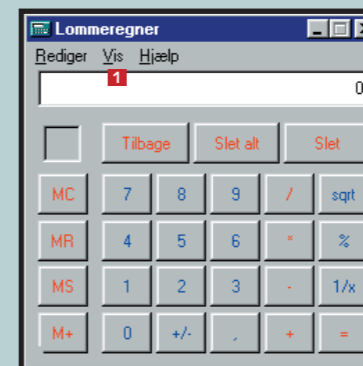 Lommeregner
Rediger Vis Hjælp
1
0
Tilbage Slet alt Slet
MC 7 8 9 / sqrt
MR 4 5 6 * %
MS 1 2 3 - 1/x
M+ 0 +/- , + =